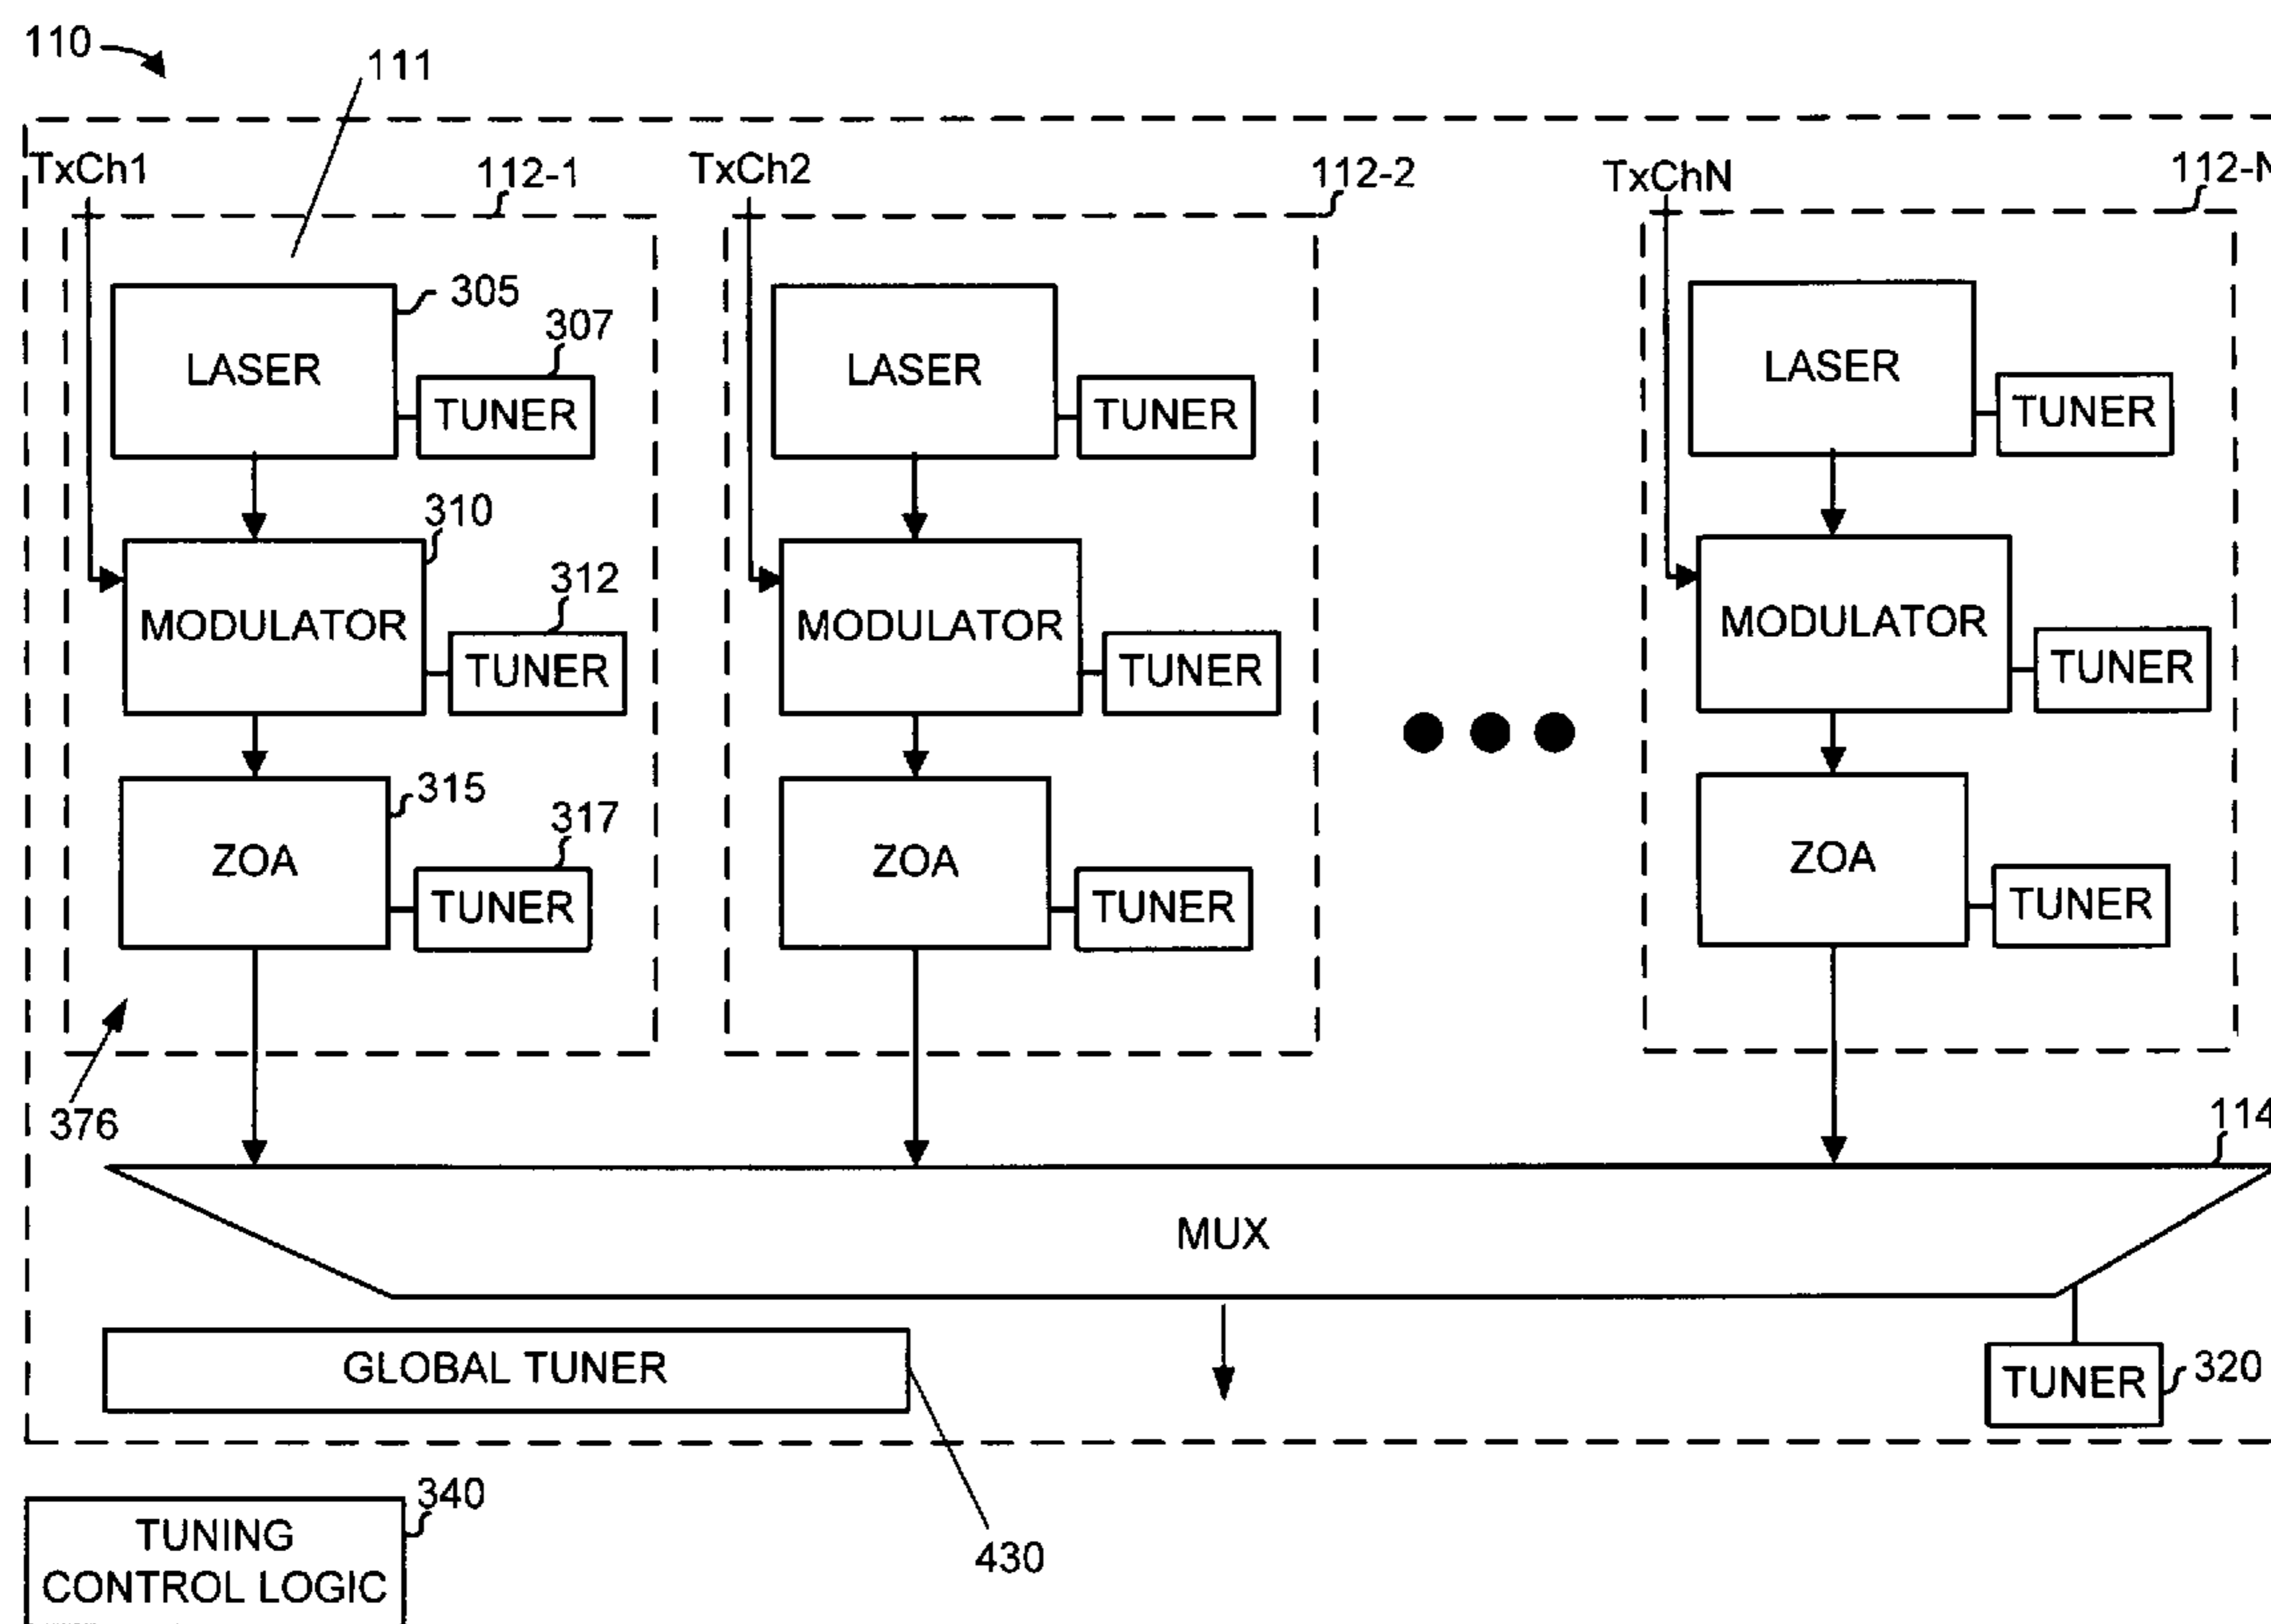 110
111
TxCh1
112-1
TxCh2
112-2
TxChN
112-N
305
307
LASER
TUNER
LASER
TUNER
LASER
TUNER
310
312
MODULATOR
TUNER
MODULATOR
TUNER
MODULATOR
TUNER
315
317
ZOA
TUNER
ZOA
TUNER
ZOA
TUNER
376
114
MUX
GLOBAL TUNER
TUNER
320
340
430
TUNING
CONTROL LOGIC